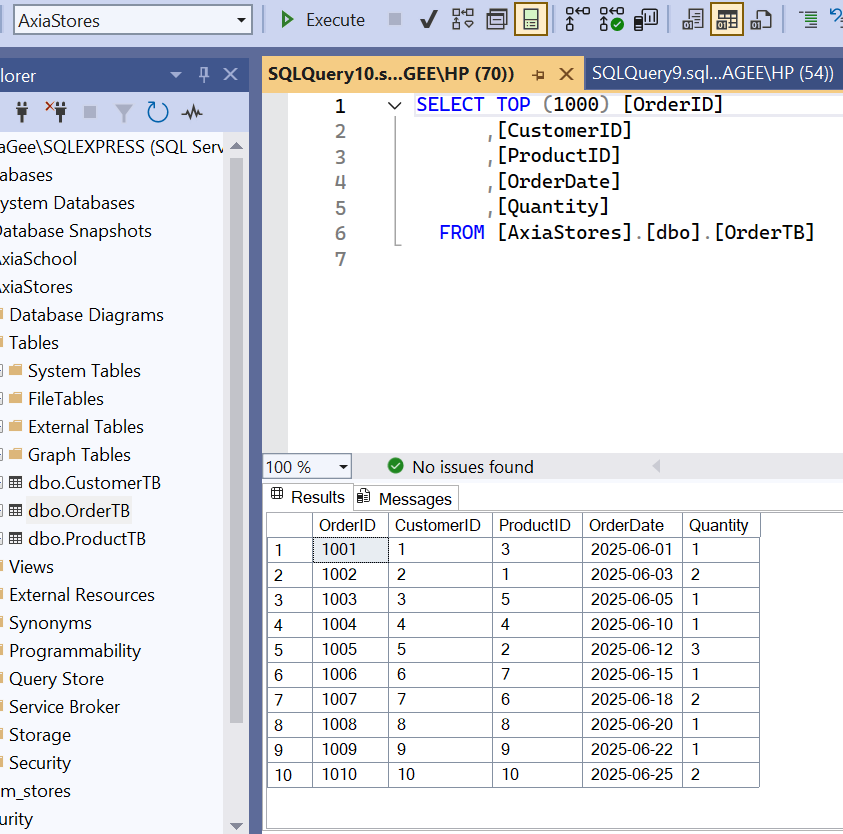 AxiaStores
Execute
lorer
SQLQuery10.s...GEE\HP (70))
SQLQuery9.sql...AGEE\HP (54))
aGee\SQLEXPRESS (SQL Serv
abases
ystem Databases
Database Snapshots
AxiaSchool
AxiaStores
Database Diagrams
Tables
System Tables
FileTables
External Tables
Graph Tables
dbo.CustomerTB
dbo.OrderTB
dbo.ProductTB
Views
External Resources
Synonyms
Programmability
Query Store
Service Broker
Storage
Security
m_stores
urity
1 SELECT TOP (1000) [OrderID]
2 ,[CustomerID]
3 ,[ProductID]
4 ,[OrderDate]
5 ,[Quantity]
6 FROM [AxiaStores].[dbo].[OrderTB]
7
100 %
No issues found
Results
Messages
OrderID CustomerID ProductID OrderDate Quantity
1 1001 1 3 2025-06-01 1
2 1002 2 1 2025-06-03 2
3 1003 3 5 2025-06-05 1
4 1004 4 4 2025-06-10 1
5 1005 5 2 2025-06-12 3
6 1006 6 7 2025-06-15 1
7 1007 7 6 2025-06-18 2
8 1008 8 8 2025-06-20 1
9 1009 9 9 2025-06-22 1
10 1010 10 10 2025-06-25 2